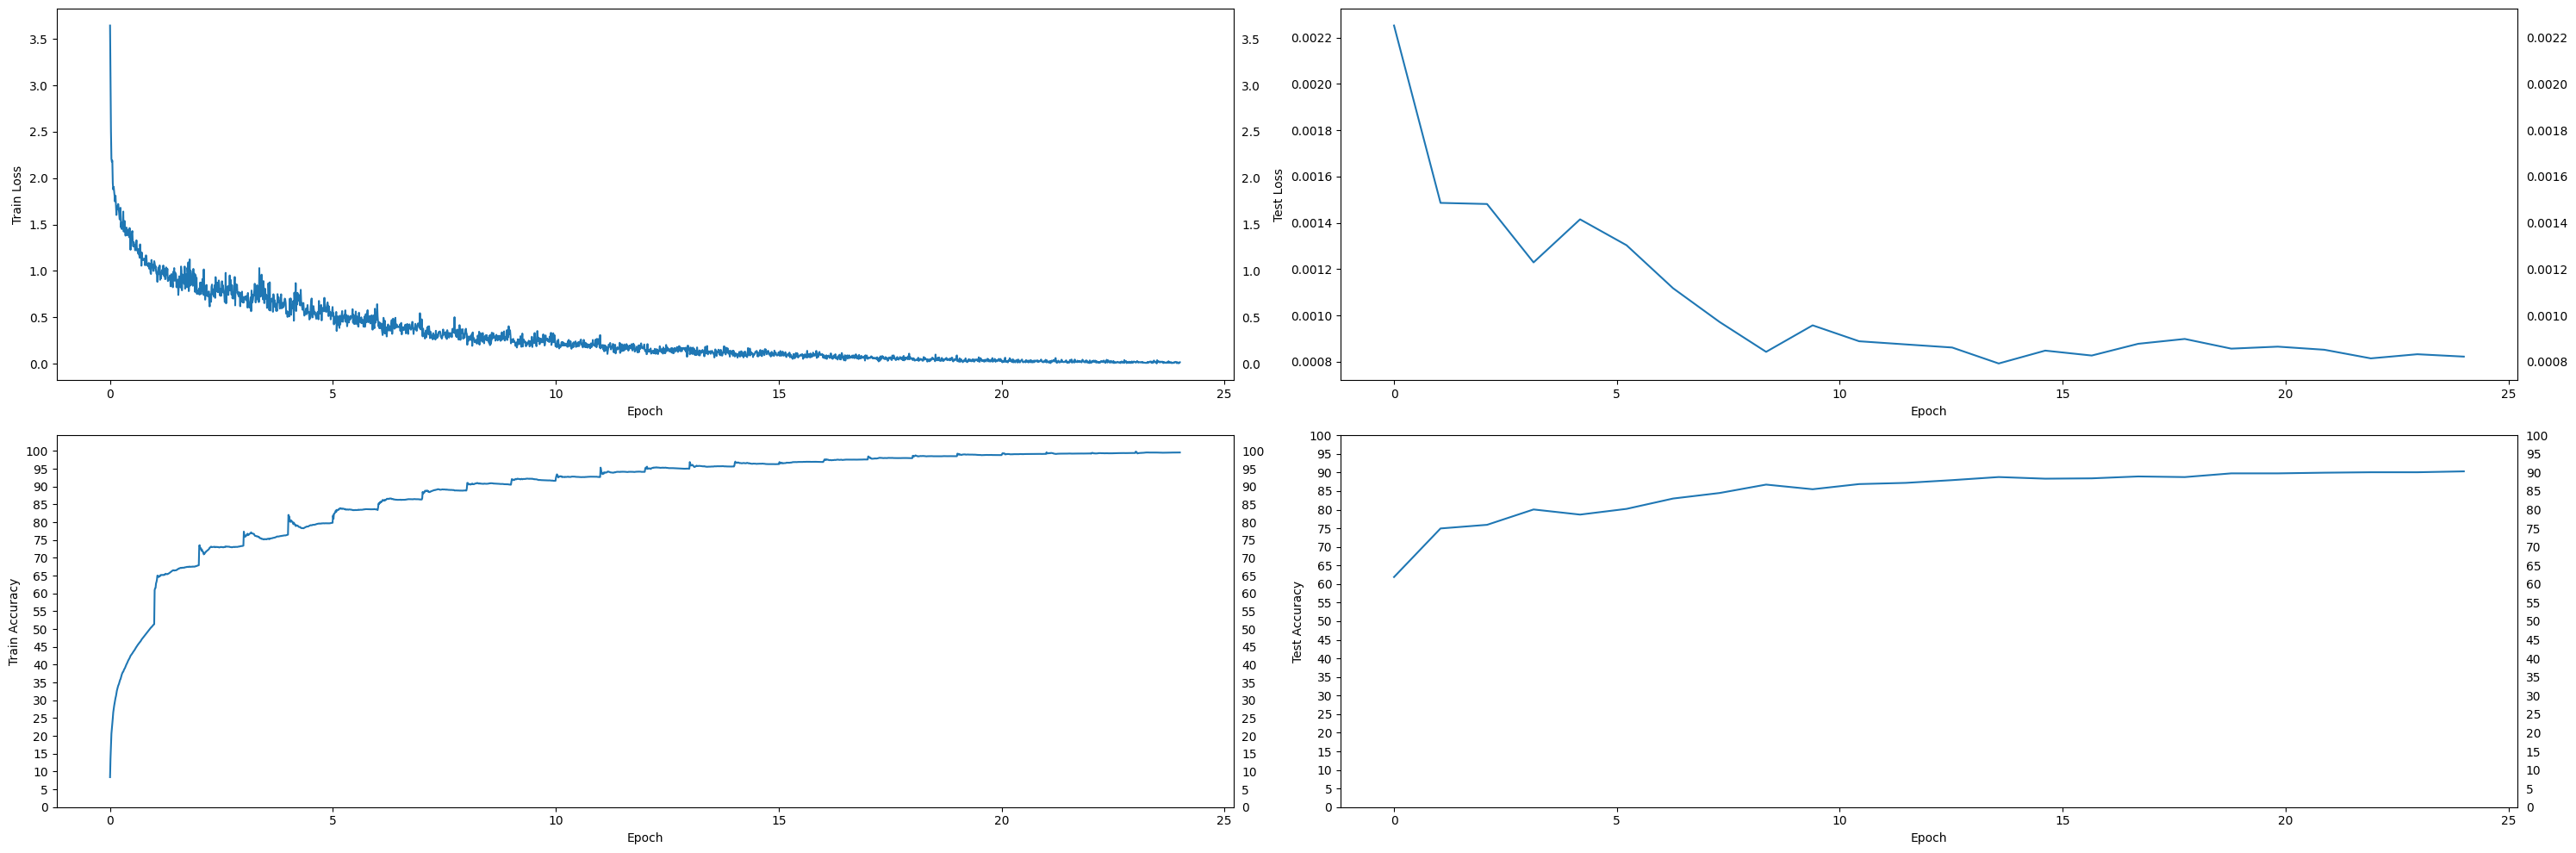 3.5 3.5 0.0022 0.0022
3.0 3.0 0.0020 0.0020
2.5 2.5 0.0018 0.0018
2.0 2.0 0.0016 0.0016
Train Loss Test Loss
1.5 1.5 0.0014 0.0014
1.0 1.0 0.0012 0.0012
0.5 0.5 0.0010 0.0010
0.0 0.0 0.0008 0.0008
0 5 10 15 20 25 0 5 10 15 20 25
Epoch Epoch
100 100 100 100
95 95 95 95
90 90 90 90
85 85 85 85
80 80 80 80
75 75 75 75
70 70 70 70
65 65 65 65
60 60 60 60
Train Accuracy Test Accuracy
55 55 55 55
50 50 50 50
45 45 45 45
40 40 40 40
35 35 35 35
30 30 30 30
25 25 25 25
20 20 20 20
15 15 15 15
10 10 10 10
5 5 5 5
0 0 0 0
0 5 10 15 20 25 0 5 10 15 20 25
Epoch Epoch